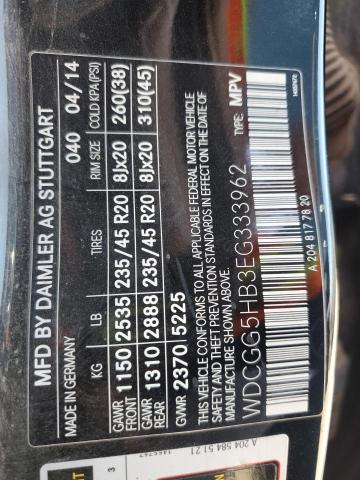 MFD BY DAIMLER AG STUTTGART
MADE IN GERMANY 040 04/14
KG LB TIRES RIM SIZE COLD KPA(PSI)
GAWR FRONT 1150 2535 235/45 R20 8Jx20 260(38)
GAWR REAR 1310 2888 235/45 R20 8Jx20 310(45)
GVWR 2370 5225
THIS VEHICLE CONFORMS TO ALL APPLICABLE FEDERAL MOTOR VEHICLE
SAFETY AND THEFT PREVENTION STANDARDS IN EFFECT ON THE DATE OF
MANUFACTURE SHOWN ABOVE.
WDCGG5HB3EG333962 TYPE: MPV
A 204 817 78 20
A 204 584 51 21
3